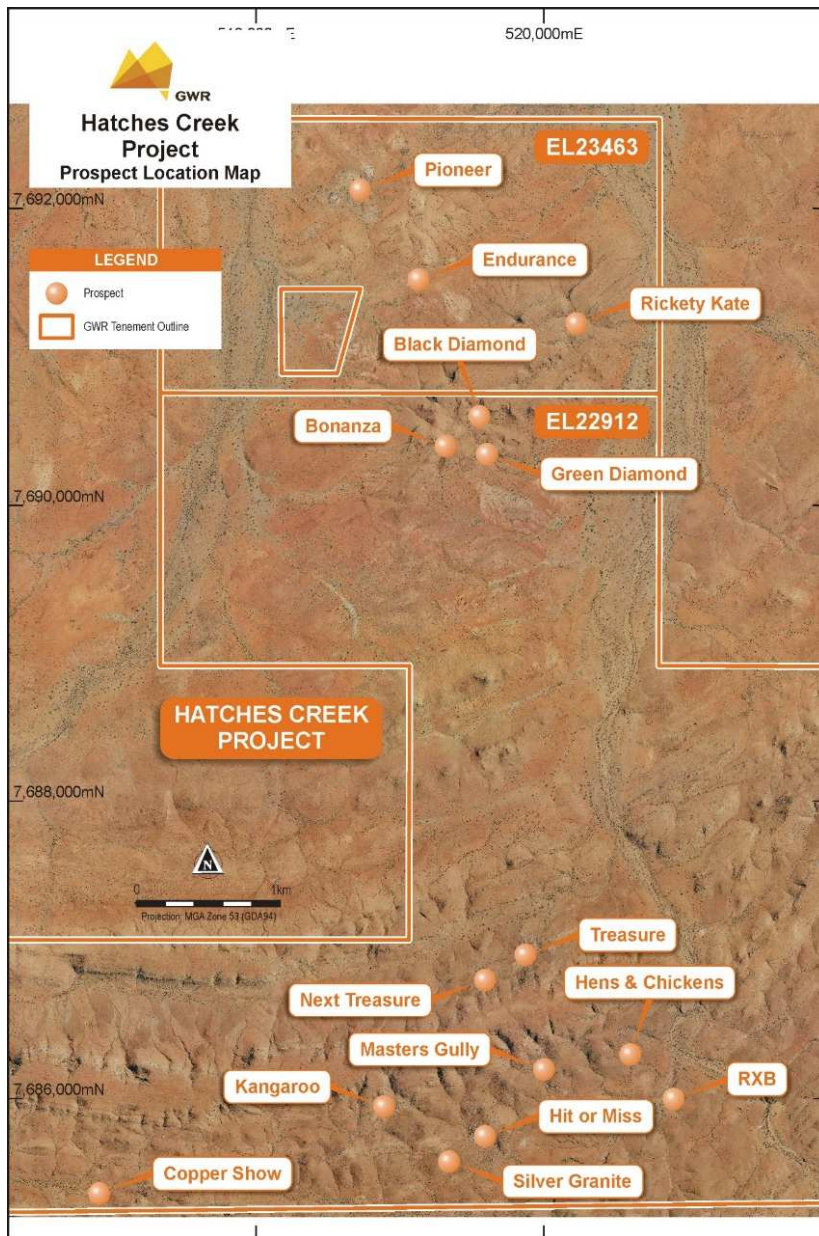 520,000mE
GWR
Hatches Creek
Project
Prospect Location Map
EL23463
Pioneer
7,692,000mN
LEGEND
Prospect
GWR Tenement Outline
Endurance
Rickety Kate
Black Diamond
EL22912
Bonanza
Green Diamond
7,690,000mN
HATCHES CREEK
PROJECT
7,688,000mN
N
0 1km
Projection: MGA Zone 53 (GDA94)
Treasure
Next Treasure
Hens & Chickens
Masters Gully
Kangaroo
7,686,000mN
RXB
Hit or Miss
Copper Show
Silver Granite